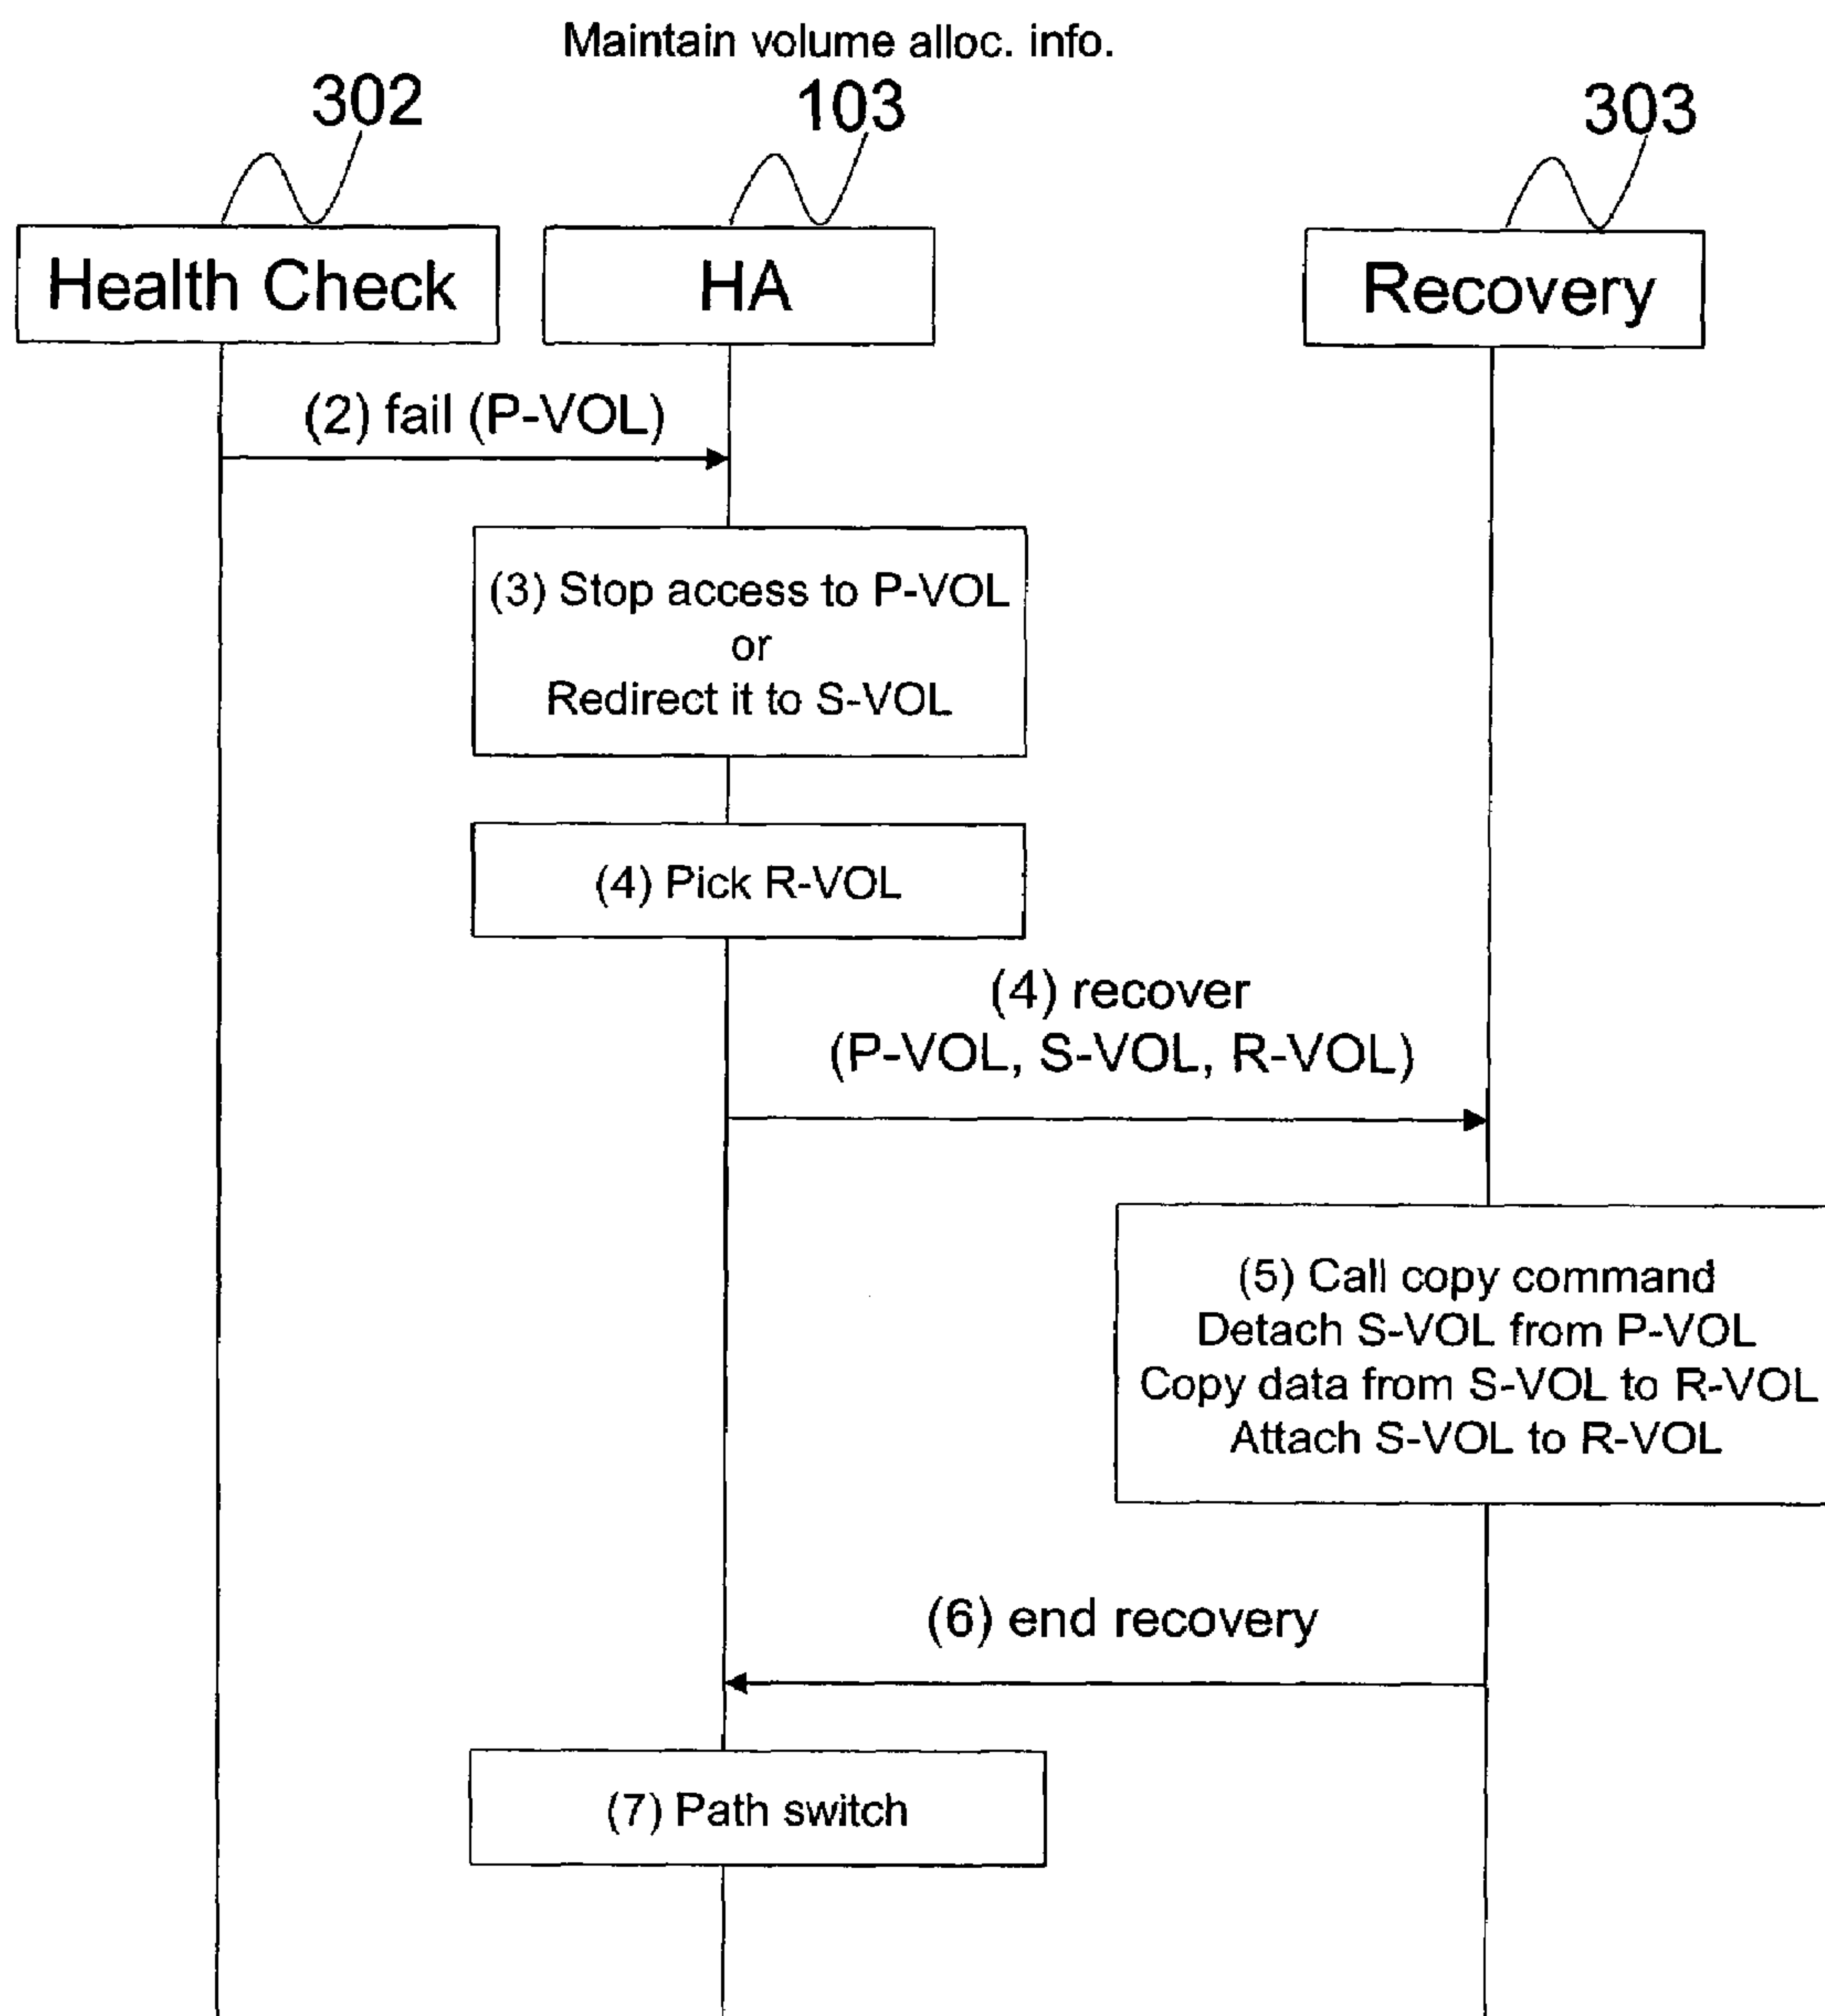 Maintain volume alloc. info.
302
103
303
Health Check
HA
Recovery
(2) fail (P-VOL)
(3) Stop access to P-VOL
or
Redirect it to S-VOL
(4) Pick R-VOL
(4) recover
(P-VOL, S-VOL, R-VOL)
(5) Call copy command
Detach S-VOL from P-VOL
Copy data from S-VOL to R-VOL
Attach S-VOL to R-VOL
(6) end recovery
(7) Path switch